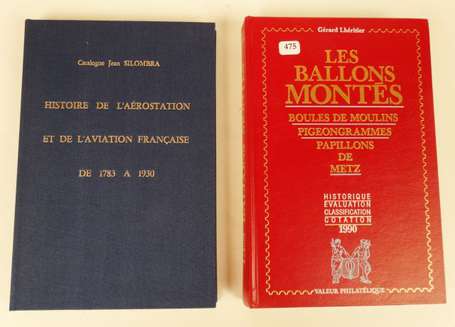 Catalogue Jean SILOMBRA
HISTOIRE DE L'AÉROSTATION
ET DE L'AVIATION FRANÇAISE
DE 1783 A 1930
Gérard Lhéritier
475
LES
BALLONS
MONTÉS
BOULES DE MOULINS
PIGEONGRAMMES
PAPILLONS
DE
METZ
HISTORIQUE
EVALUATION
CLASSIFICATION
COTATION
1990
VALEUR PHILATÉLIQUE